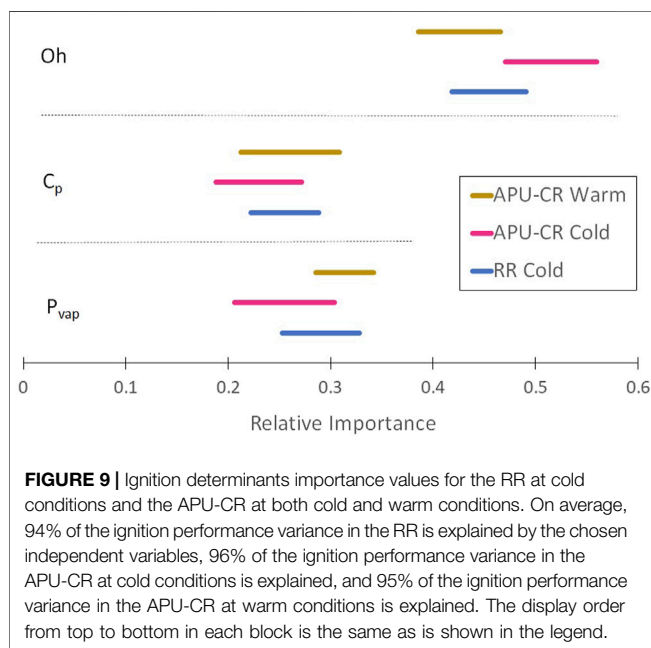 Oh
C_p
APU-CR Warm
APU-CR Cold
RR Cold
P_vap
0 0.1 0.2 0.3 0.4 0.5 0.6
Relative Importance
FIGURE 9 | Ignition determinants importance values for the RR at cold
conditions and the APU-CR at both cold and warm conditions. On average,
94% of the ignition performance variance in the RR is explained by the chosen
independent variables, 96% of the ignition performance variance in the
APU-CR at cold conditions is explained, and 95% of the ignition performance
variance in the APU-CR at warm conditions is explained. The display order
from top to bottom in each block is the same as is shown in the legend.